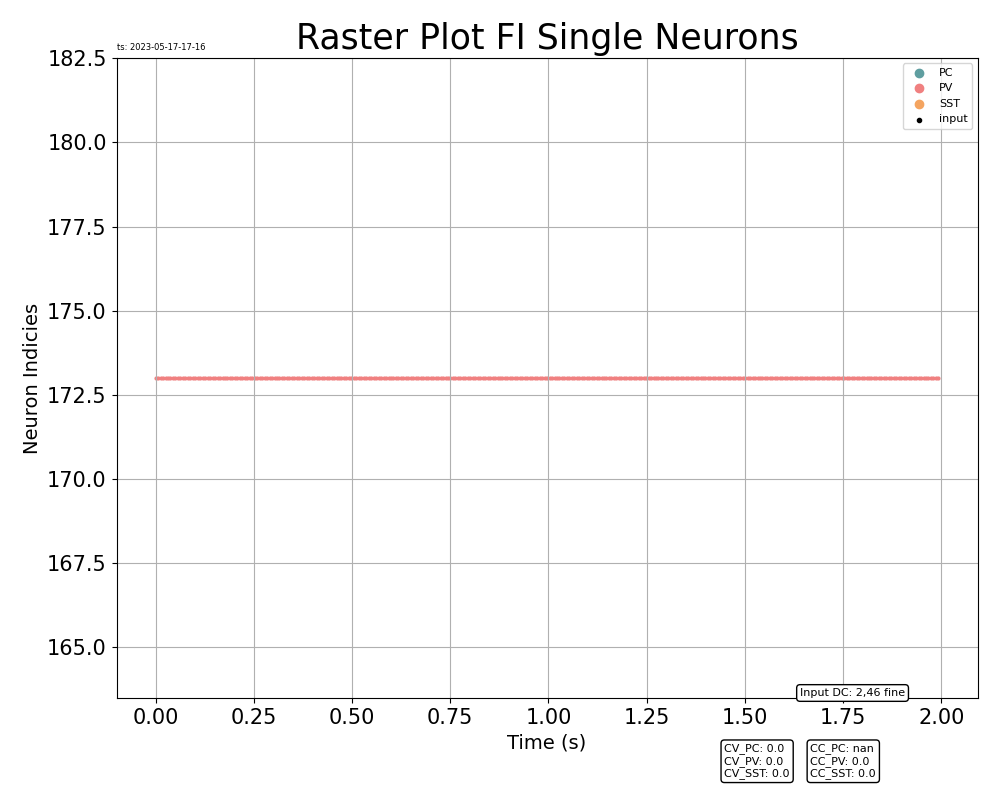 Raster Plot FI Single Neurons
ts: 2023-05-17-17-16
182.5
180.0
177.5
175.0
172.5
170.0
167.5
165.0
Neuron Indicies
PC
PV
SST
input
Input DC: 2,46 fine
0.00 0.25 0.50 0.75 1.00 1.25 1.50 1.75 2.00
Time (s)
CV_PC: 0.0
CV_PV: 0.0
CV_SST: 0.0
CC_PC: nan
CC_PV: 0.0
CC_SST: 0.0